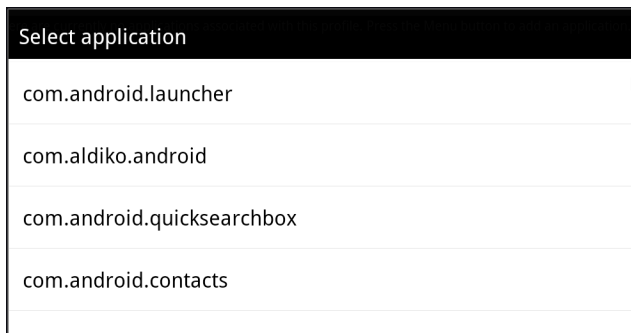 Select application
com.android.launcher
com.aldiko.android
com.android.quicksearchbox
com.android.contacts